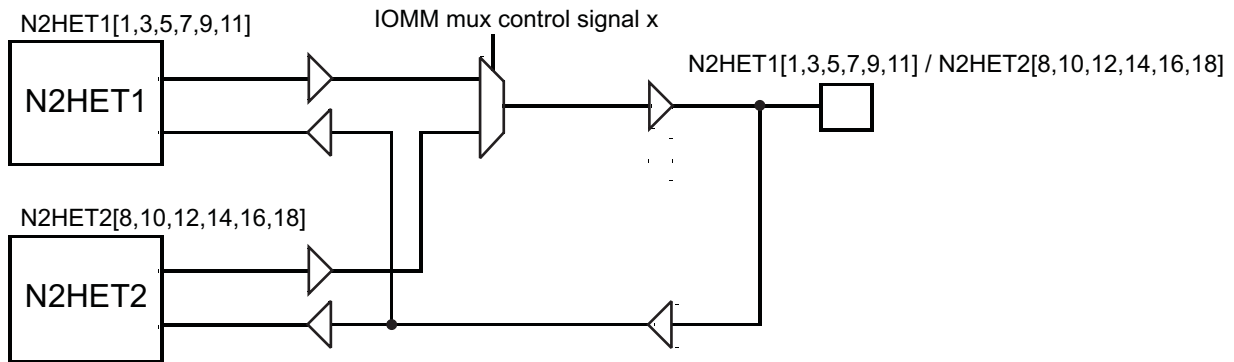 N2HET1[1,3,5,7,9,11]
IOMM mux control signal x
N2HET1[1,3,5,7,9,11] / N2HET2[8,10,12,14,16,18]
N2HET1
N2HET2[8,10,12,14,16,18]
N2HET2